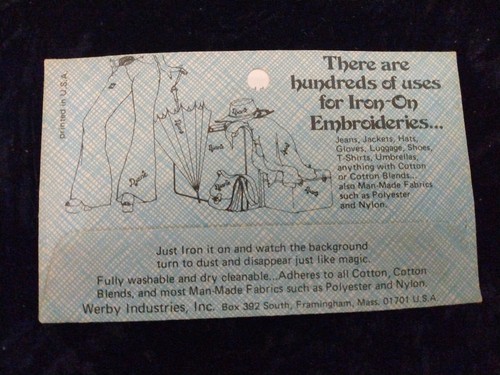 There are
hundreds of uses
for Iron-On
Embroideries...
Jeans, Jackets, Hats,
Gloves, Luggage, Shoes,
T-Shirts, Umbrellas,
anything with Cotton
or Cotton Blends...
also Man-Made Fabrics
such as Polyester
and Nylon.
printed in U.S.A.
Just Iron it on and watch the background
turn to dust and disappear just like magic.
Fully washable and dry cleanable...Adheres to all Cotton, Cotton
Blends, and most Man-Made Fabrics such as Polyester and Nylon.
Werby Industries, Inc. Box 392 South, Framingham, Mass. 01701 U.S.A.